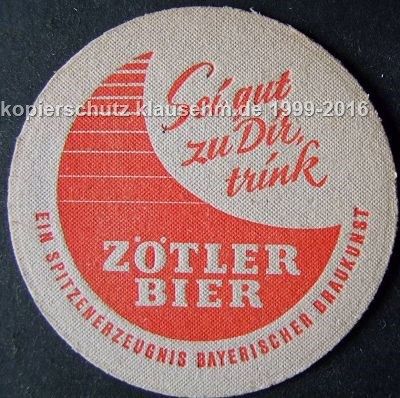 kopierschutz klausehm.de 1999-2016
Sei gut
zu Dir,
trink
ZÖTLER
BIER
EIN SPITZENERZEUGNIS BAYERISCHER BRAUKUNST